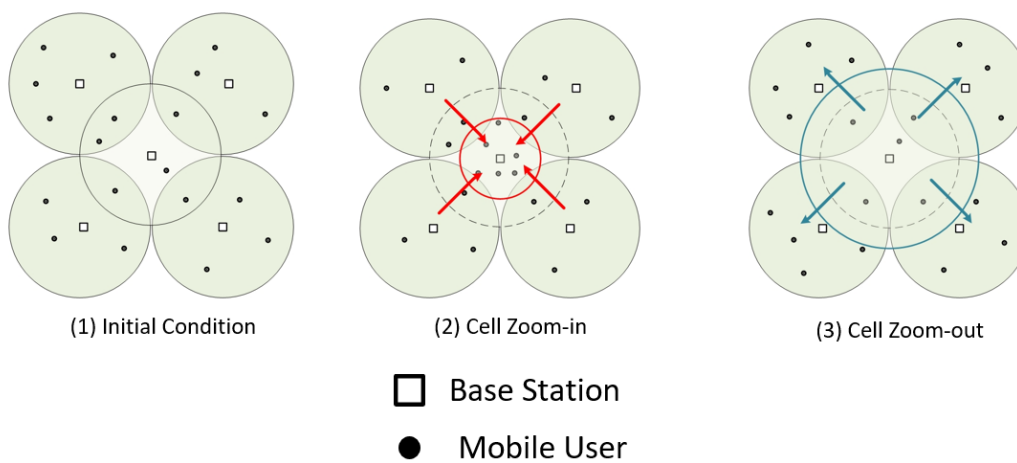 (1) Initial Condition
(2) Cell Zoom-in
(3) Cell Zoom-out
Base Station
Mobile User